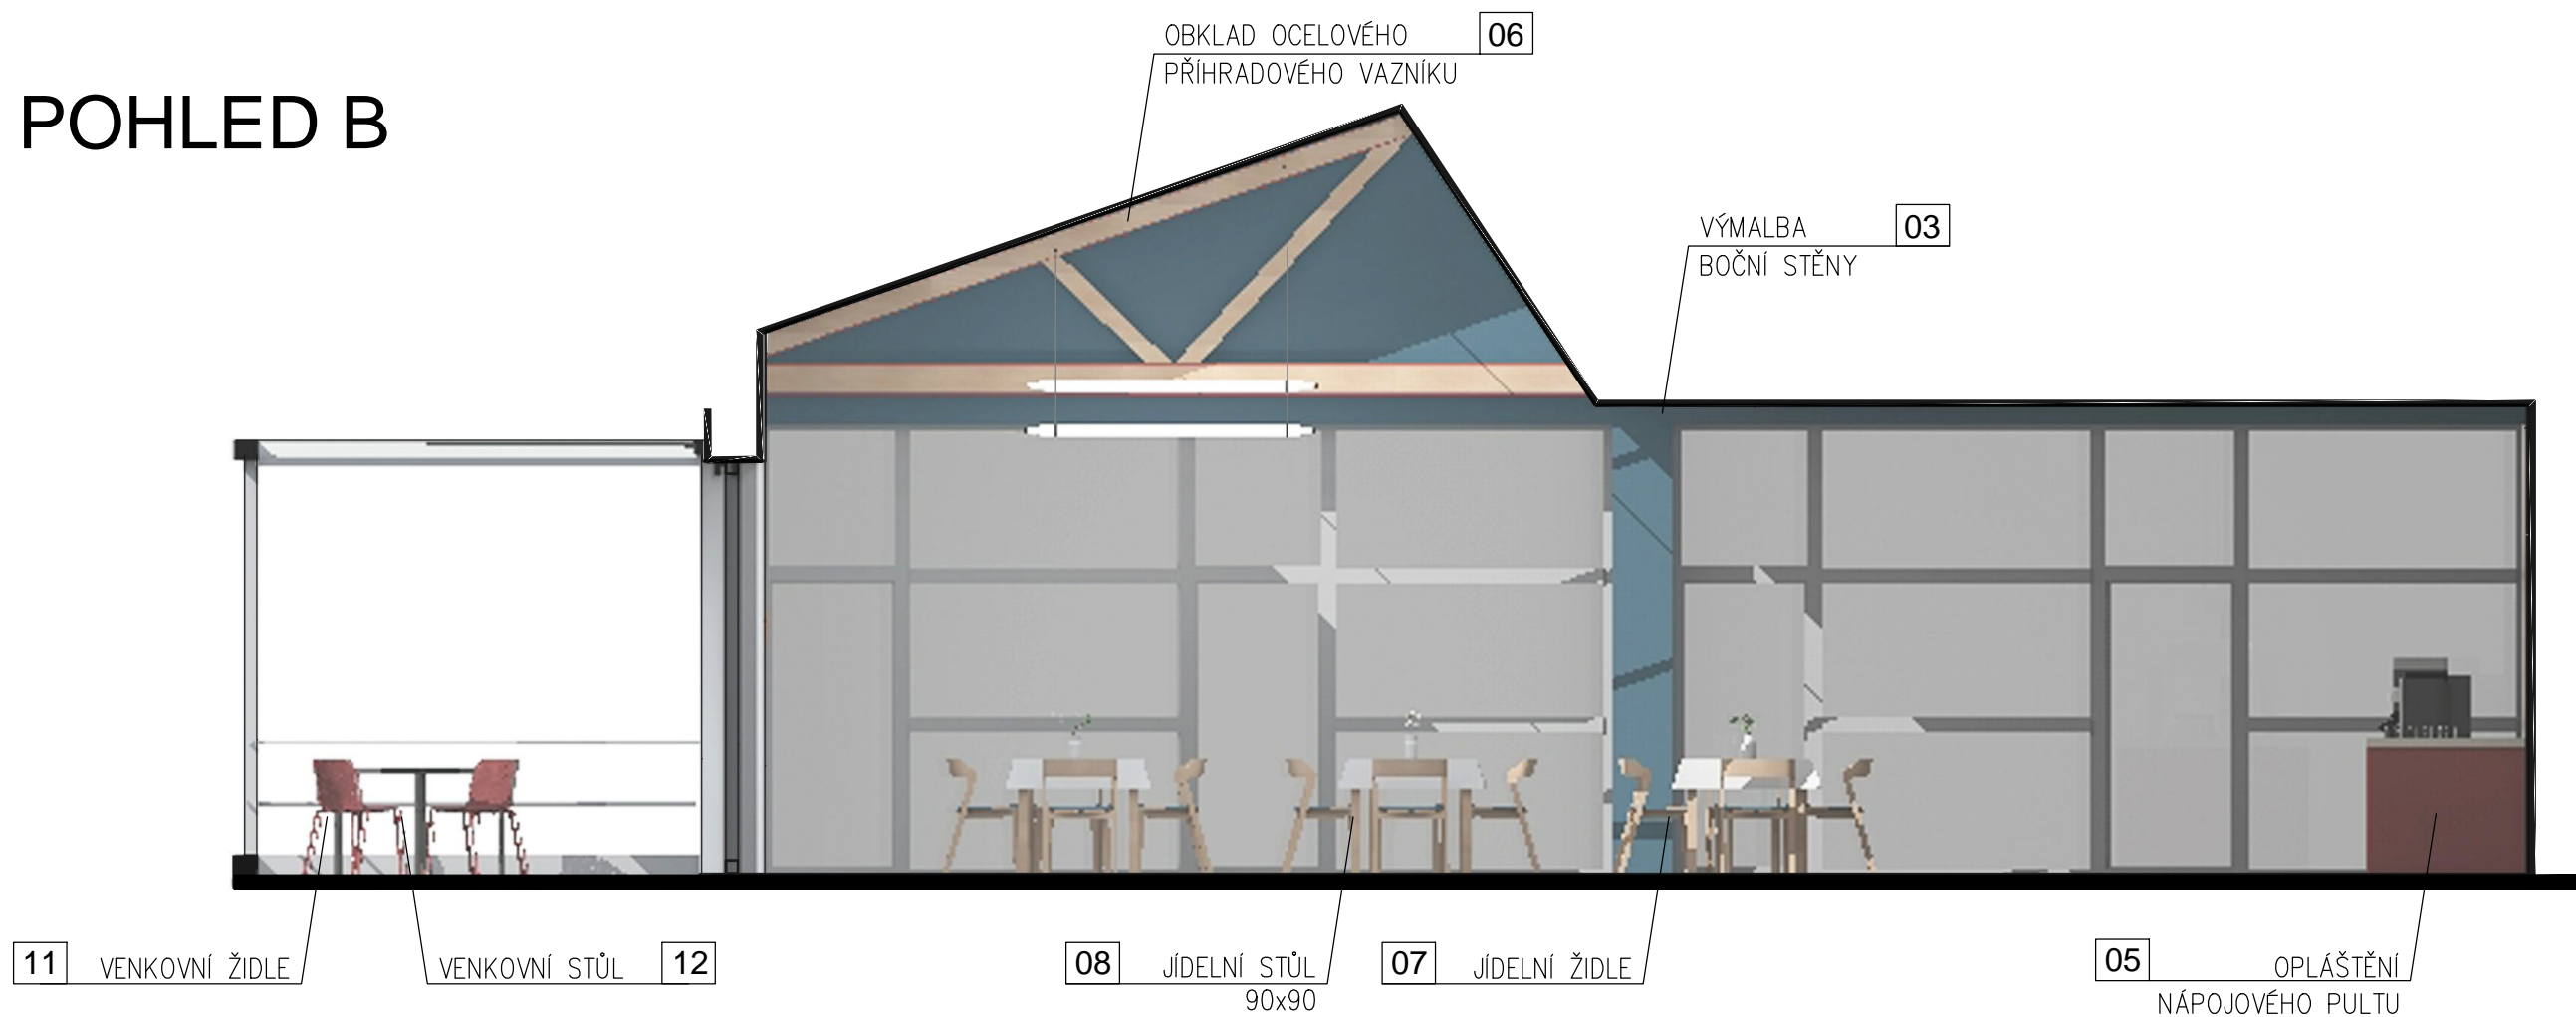 OBKLAD OCELOVÉHO 06
PŘÍHRADOVÉHO VAZNÍKU
POHLED B
VÝMALBA 03
BOČNÍ STĚNY
11 VENKOVNÍ ŽIDLE
VENKOVNÍ STŮL 12
08 JÍDELNÍ STŮL
90x90
07 JÍDELNÍ ŽIDLE
05 OPLÁŠTĚNÍ
NÁPOJOVÉHO PULTU